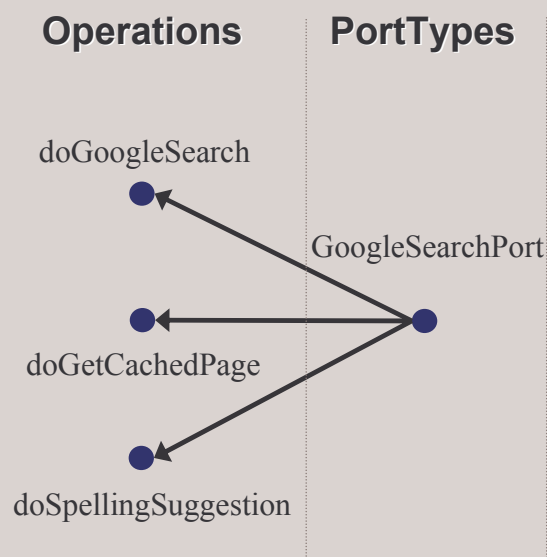 Operations
PortTypes
doGoogleSearch
GoogleSearchPort
doGetCachedPage
doSpellingSuggestion